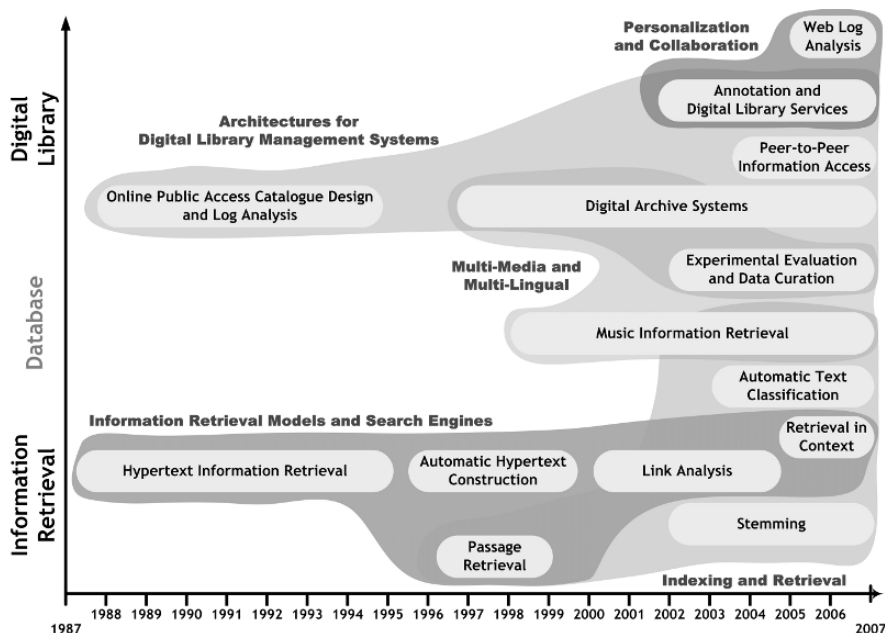 Personalization
and Collaboration
Web Log
Analysis
Annotation and
Digital Library Services
Architectures for
Digital Library Management Systems
Peer-to-Peer
Information Access
Online Public Access Catalogue Design
and Log Analysis
Digital Archive Systems
Multi-Media and
Multi-Lingual
Experimental Evaluation
and Data Curation
Music Information Retrieval
Automatic Text
Classification
Information Retrieval Models and Search Engines
Retrieval in
Context
Hypertext Information Retrieval
Automatic Hypertext
Construction
Link Analysis
Stemming
Passage
Retrieval
Indexing and Retrieval
Digital
Library
Database
Information
Retrieval
1988 1989 1990 1991 1992 1993 1994 1995 1996 1997 1998 1999 2000 2001 2002 2003 2004 2005 2006
1987 2007